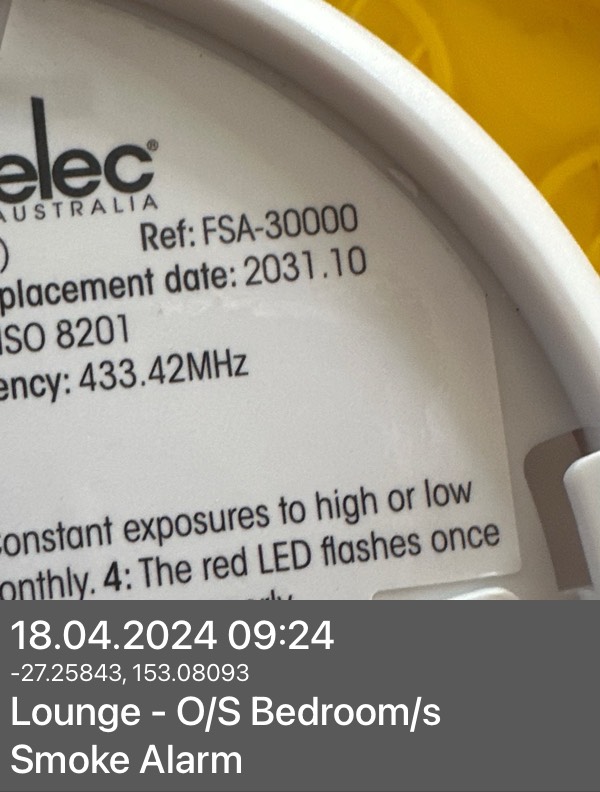 elec®
AUSTRALIA
) Ref: FSA-30000
placement date: 2031.10
ISO 8201
ency: 433.42MHz
onstant exposures to high or low
onthly. 4: The red LED flashes once
18.04.2024 09:24
-27.25843, 153.08093
Lounge - O/S Bedroom/s
Smoke Alarm